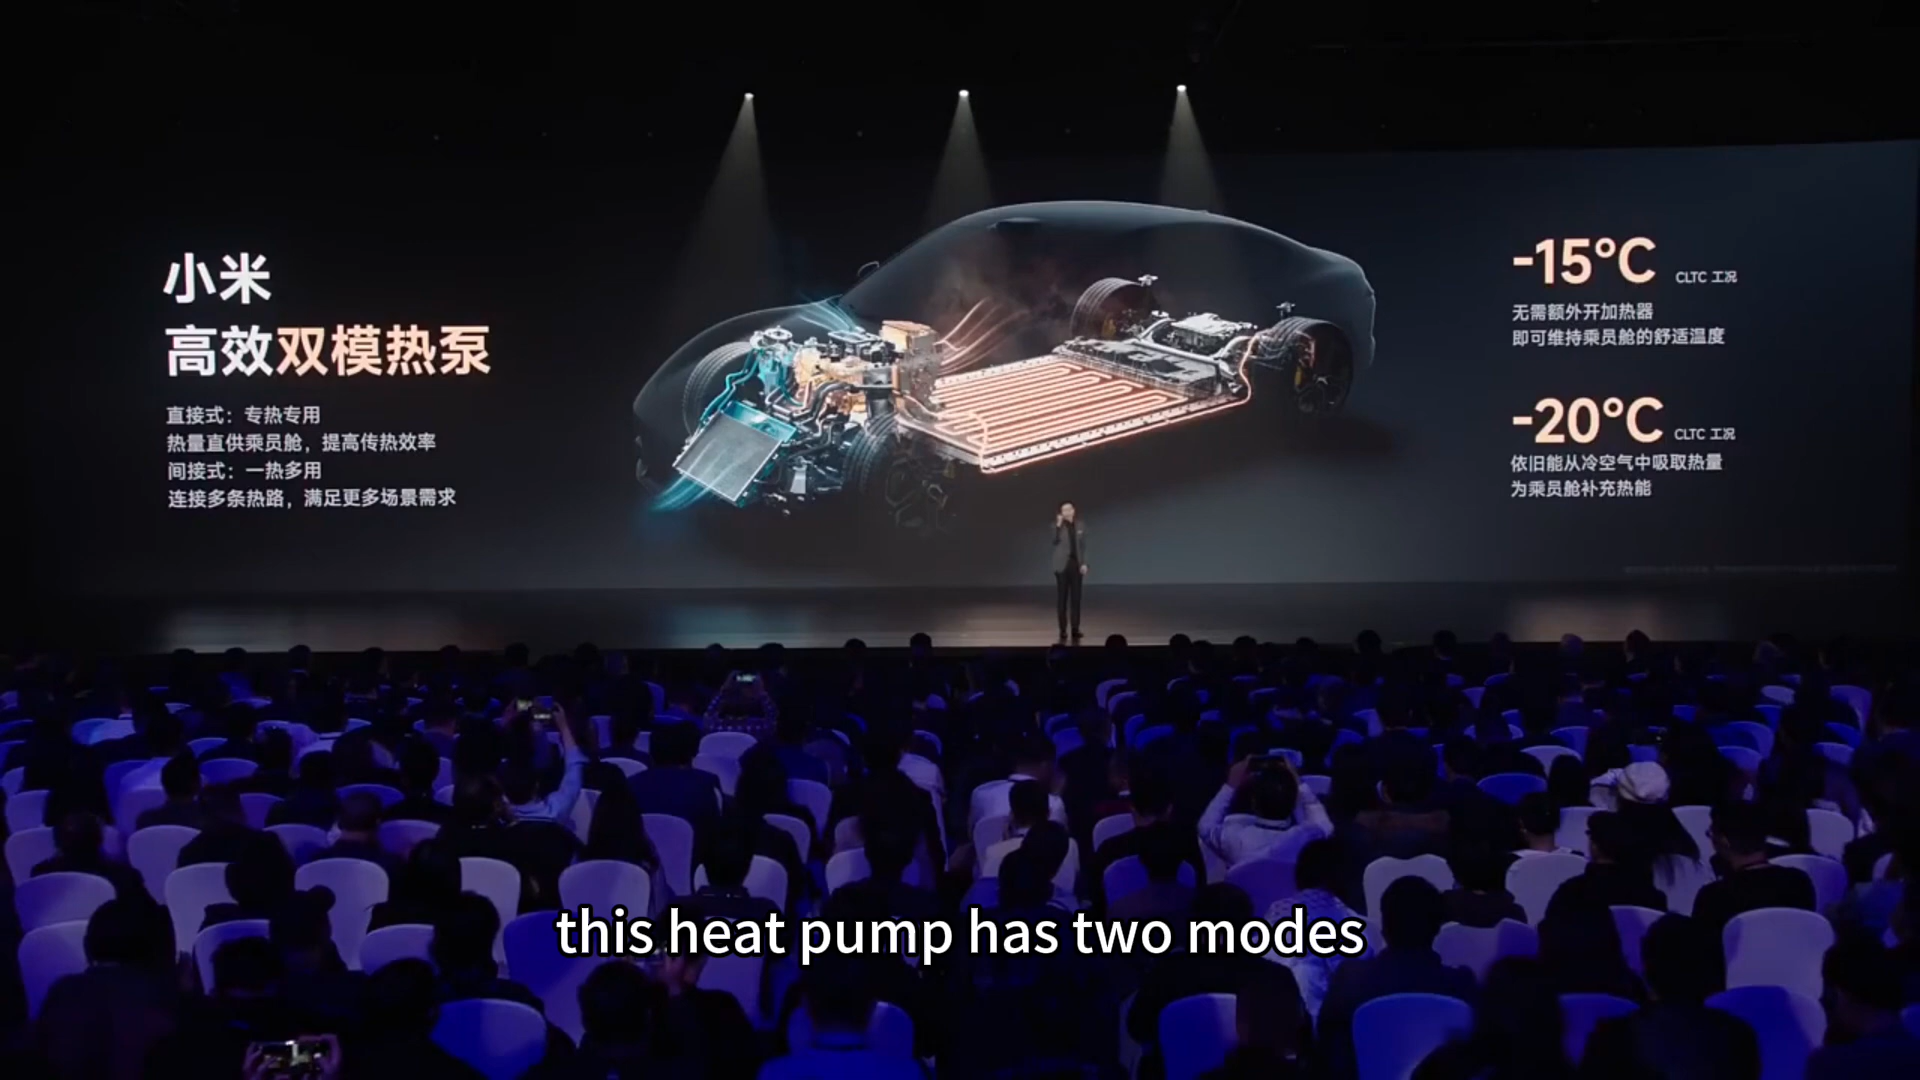 小米
高效双模热泵
直接式：专热专用
热量直供乘员舱，提高传热效率
间接式：一热多用
连接多条热路，满足更多场景需求
-15°C CLTC 工况
无需额外开加热器
即可维持乘员舱的舒适温度
-20°C CLTC 工况
依旧能从冷空气中吸取热量
为乘员舱补充热能
this heat pump has two modes